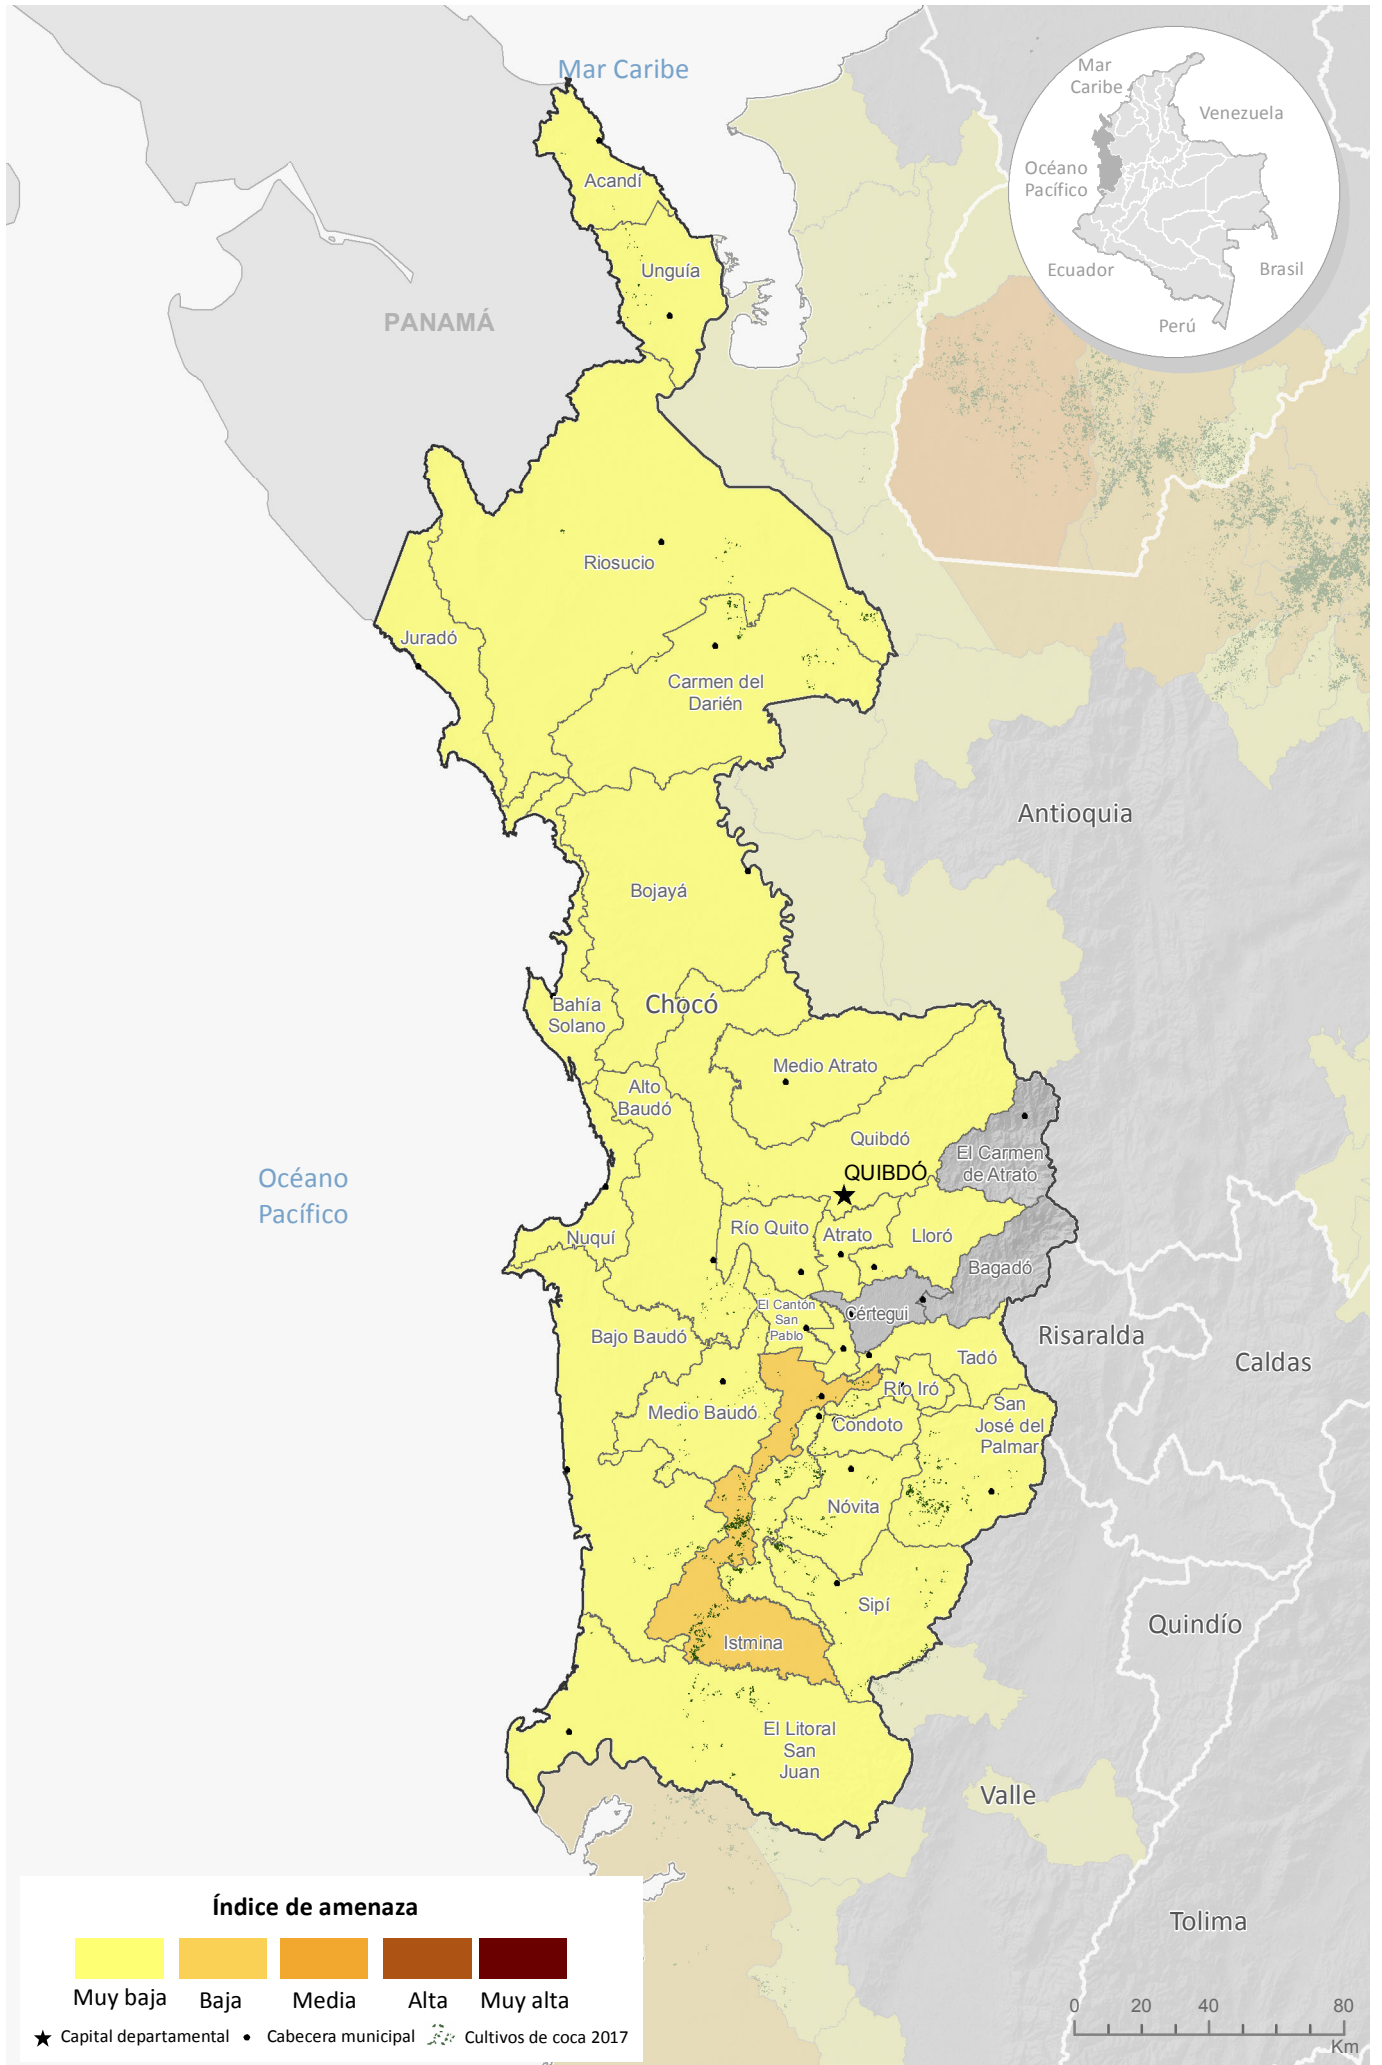 Mar Caribe
Mar
Caribe
Venezuela
Océano
Pacífico
Ecuador
Brasil
Perú
Acandí
Unguía
PANAMÁ
Riosucio
Juradó
Carmen del
Darién
Antioquia
Bojayá
Bahía
Solano
Chocó
Medio Atrato
Alto
Baudó
Quibdó
El Carmen
de Atrato
QUIBDÓ
Océano
Pacífico
Nuquí
Río Quito
Atrato
Lloró
Bagadó
El Cantón
San
Pablo
Cértegui
Bajo Baudó
Risaralda
Tadó
Caldas
Río Iró
Medio Baudó
Condoto
San
José del
Palmar
Nóvita
Sipí
Quindío
Istmina
El Litoral
San
Juan
Valle
Tolima
Índice de amenaza
Muy baja
Baja
Media
Alta
Muy alta
Capital departamental
Cabecera municipal
Cultivos de coca 2017
0 20 40 80
Km